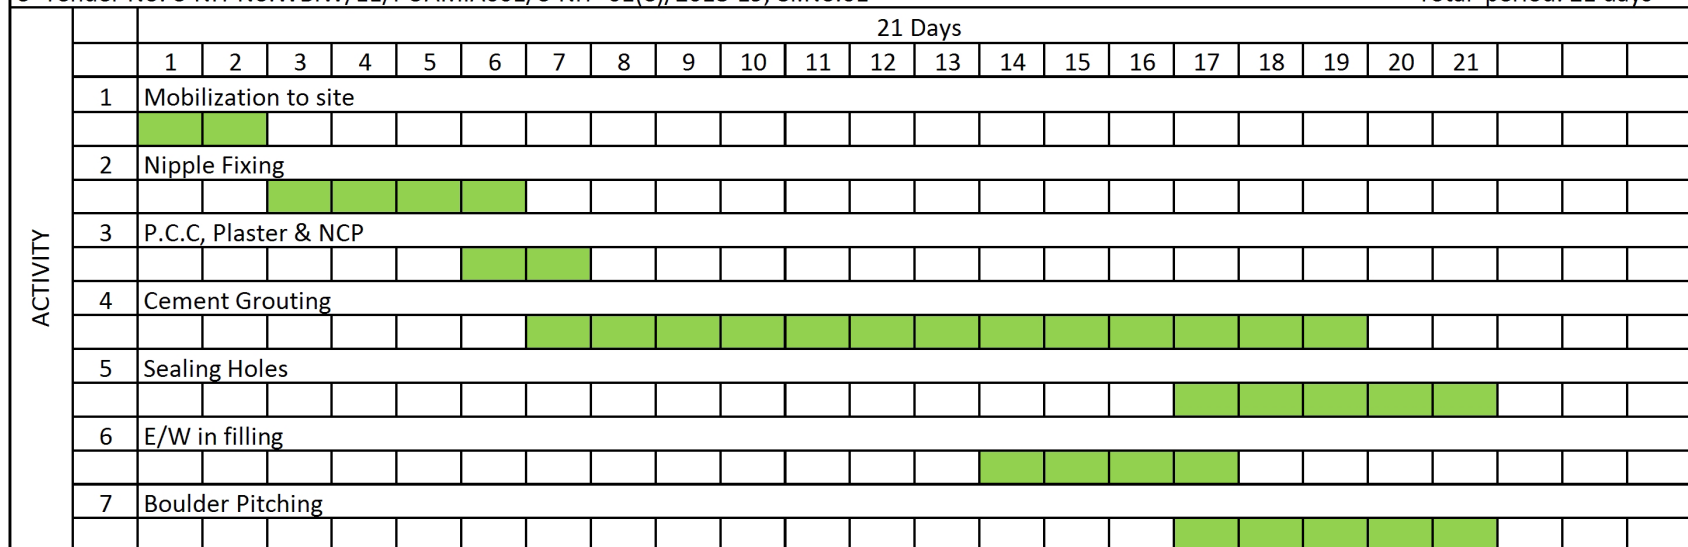 21 Days
1 2 3 4 5 6 7 8 9 10 11 12 13 14 15 16 17 18 19 20 21
ACTIVITY
1 Mobilization to site
2 Nipple Fixing
3 P.C.C, Plaster & NCP
4 Cement Grouting
5 Sealing Holes
6 E/W in filling
7 Boulder Pitching